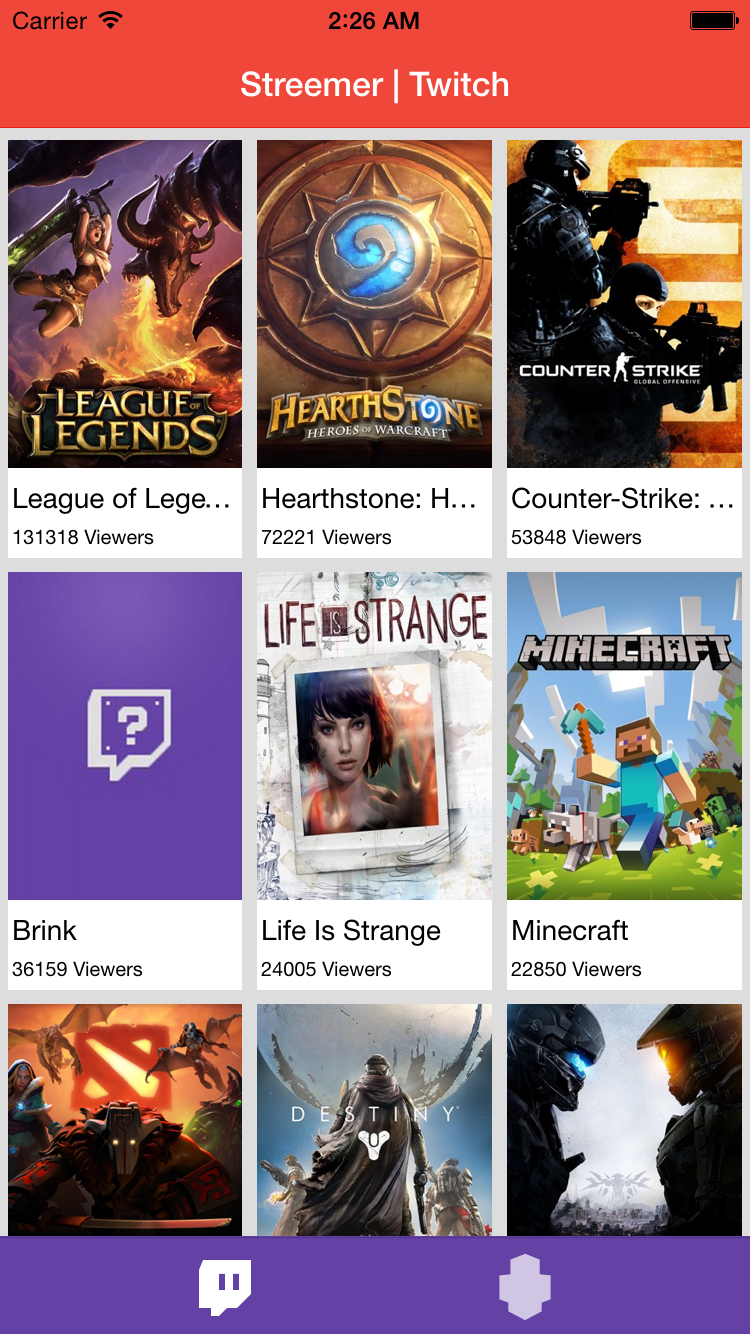 Carrier
2:26 AM
Streemer | Twitch
LEAGUE OF
LEGENDS
HEARTHSTONE
HEROES OF WARCRAFT
COUNTER STRIKE
GLOBAL OFFENSIVE
League of Lege...
Hearthstone: H...
Counter-Strike: ...
131318 Viewers
72221 Viewers
53848 Viewers
?
LIFE IS STRANGE
MINECRAFT
Brink
Life Is Strange
Minecraft
36159 Viewers
24005 Viewers
22850 Viewers
DESTINY